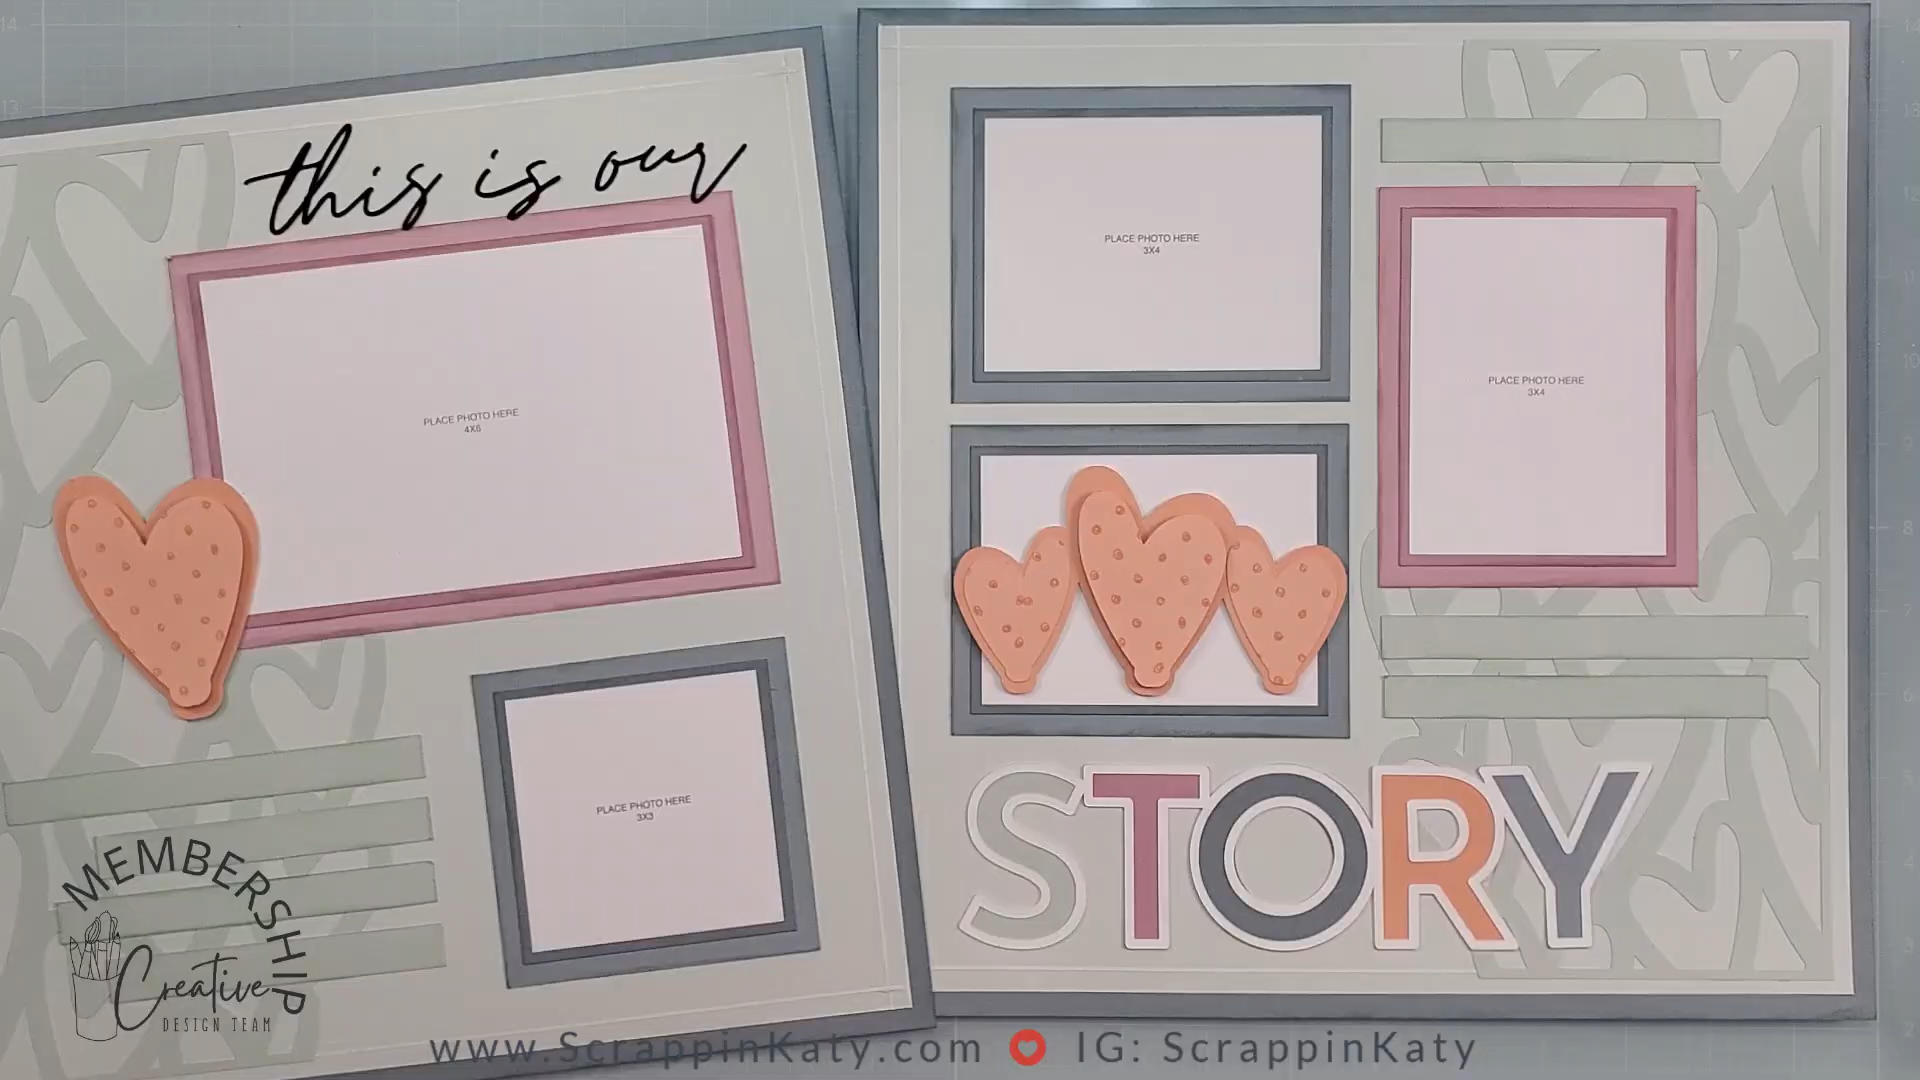 this is our
PLACE PHOTO HERE
4X6
PLACE PHOTO HERE
3X3
PLACE PHOTO HERE
3X4
PLACE PHOTO HERE
3X4
STORY
MEMBERSHIP
Creative
DESIGN TEAM
www.ScrappinKaty.com IG: ScrappinKaty